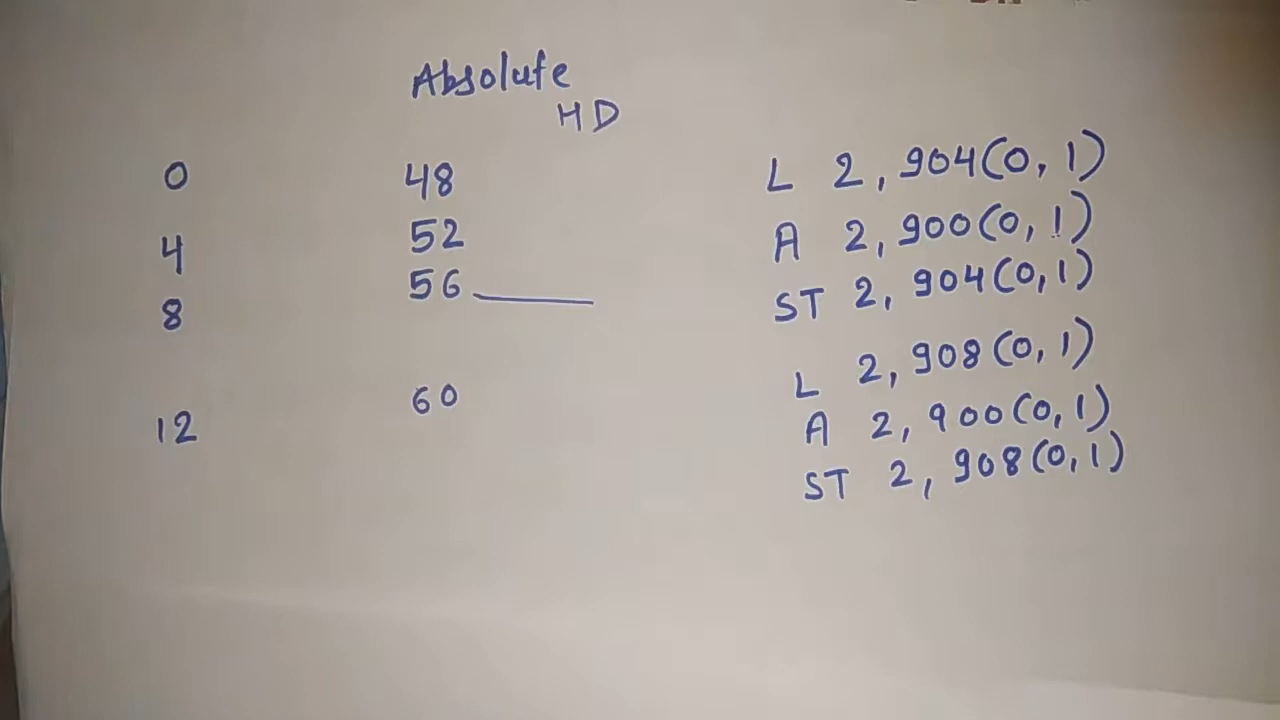 Absolute
HD
0 48 L 2, 904(0, 1)
4 52 A 2, 900(0, 1)
8 56 ST 2, 904(0, 1)
L 2, 908(0, 1)
12 60 A 2, 900(0, 1)
ST 2, 908(0, 1)